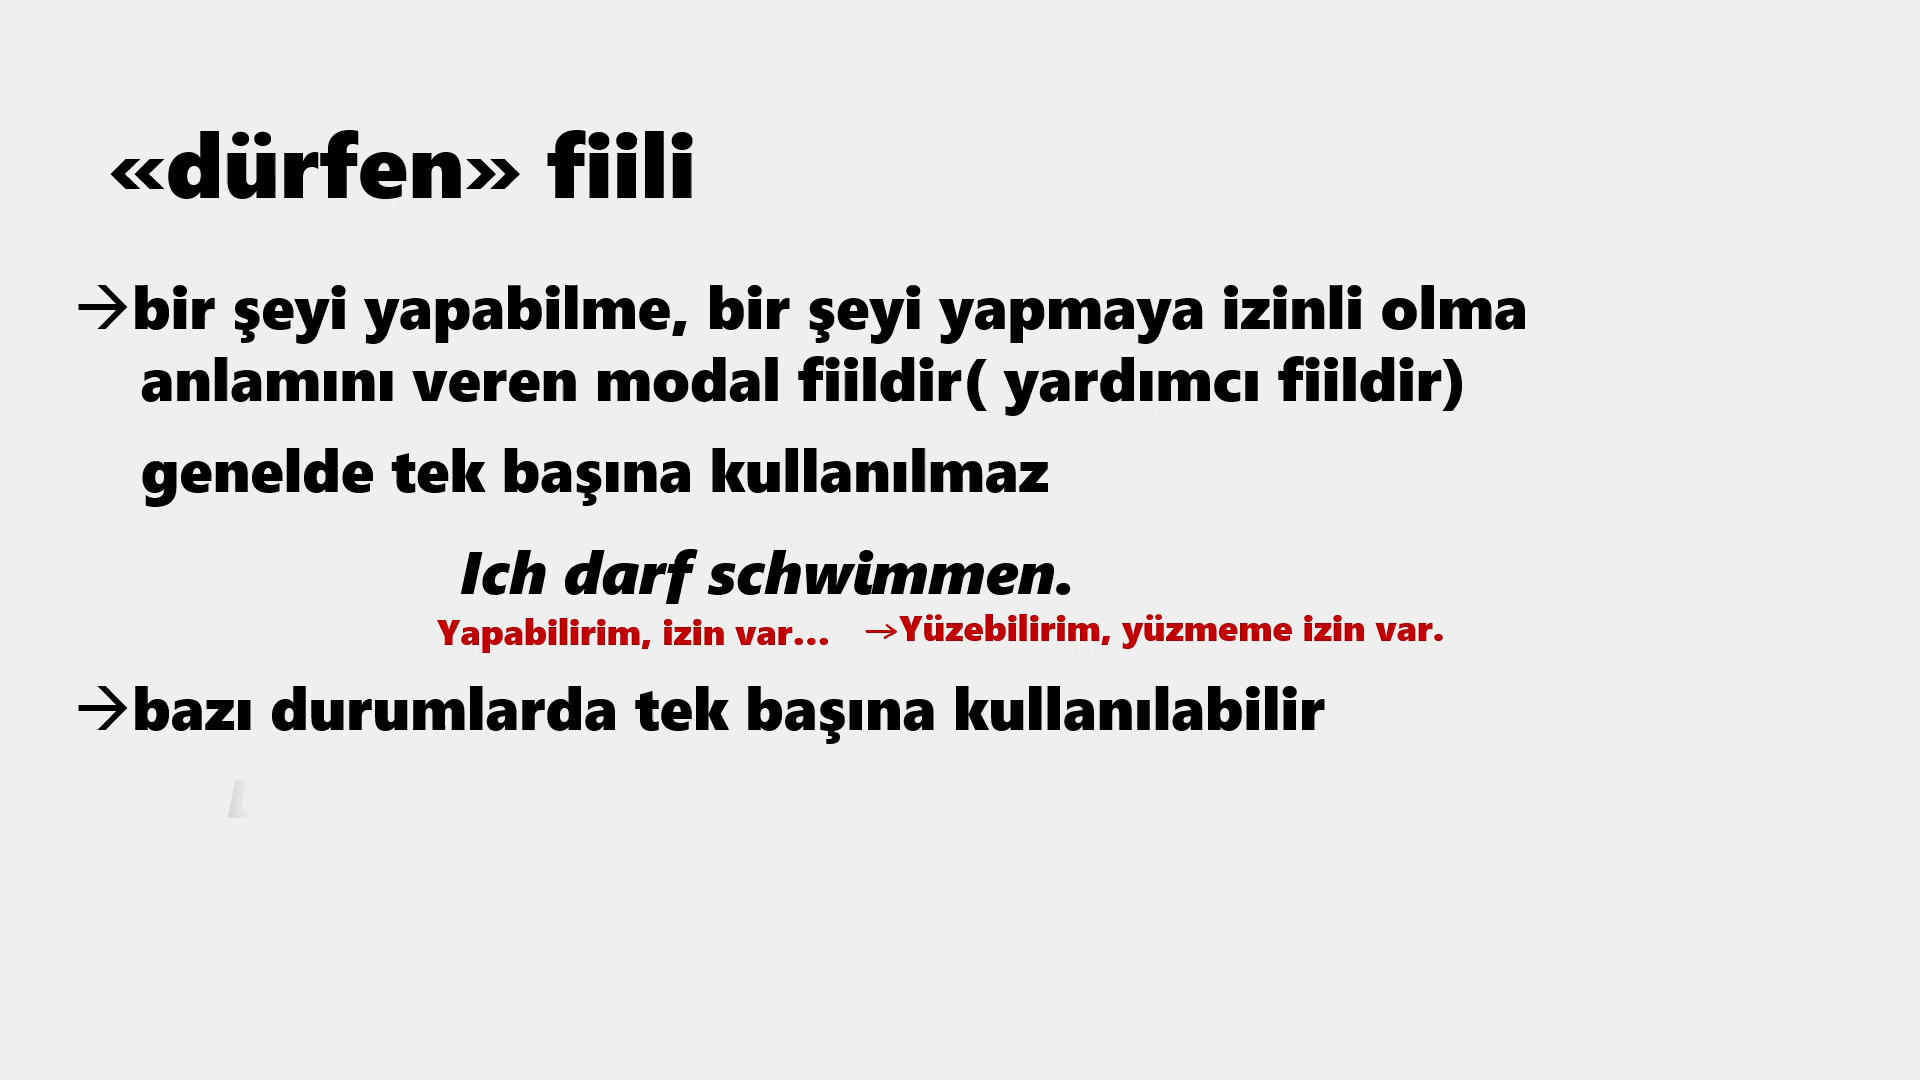 «dürfen» fiili
→bir şeyi yapabilme, bir şeyi yapmaya izinli olma
anlamını veren modal fiildir( yardımcı fiildir)
genelde tek başına kullanılmaz
Ich darf schwimmen.
Yapabilirim, izin var... →Yüzebilirim, yüzmeme izin var.
→bazı durumlarda tek başına kullanılabilir